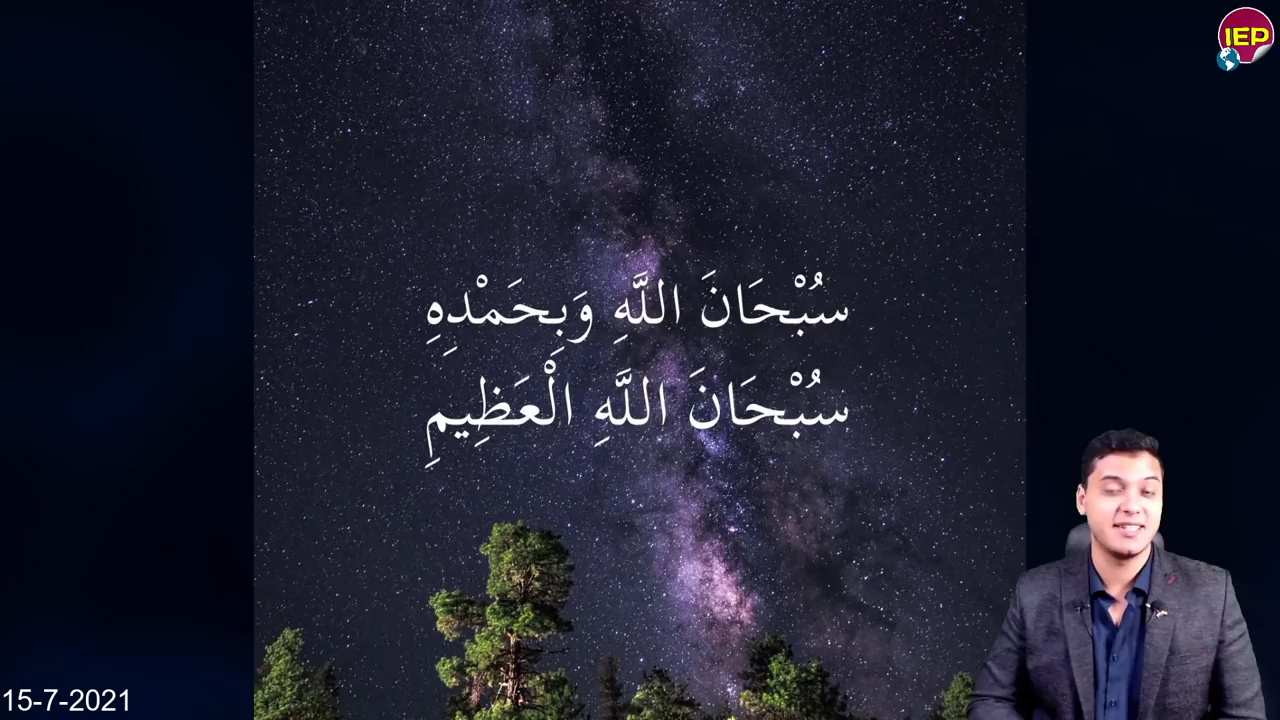 IEP
سُبْحَانَ اللَّهِ وَبِحَمْدِهِ
سُبْحَانَ اللَّهِ الْعَظِيمِ
15-7-2021